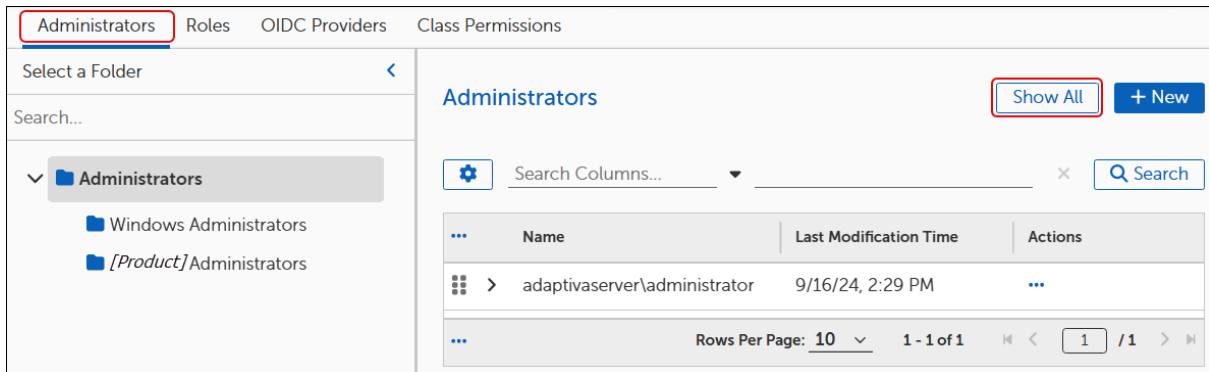 Administrators Roles OIDC Providers Class Permissions
Select a Folder
Search...
Administrators
Windows Administrators
[Product] Administrators
Administrators
Show All
+ New
Search Columns...
Search
Name Last Modification Time Actions
adaptivaserver\administrator 9/16/24, 2:29 PM
Rows Per Page: 10 1 - 1 of 1 1 / 1